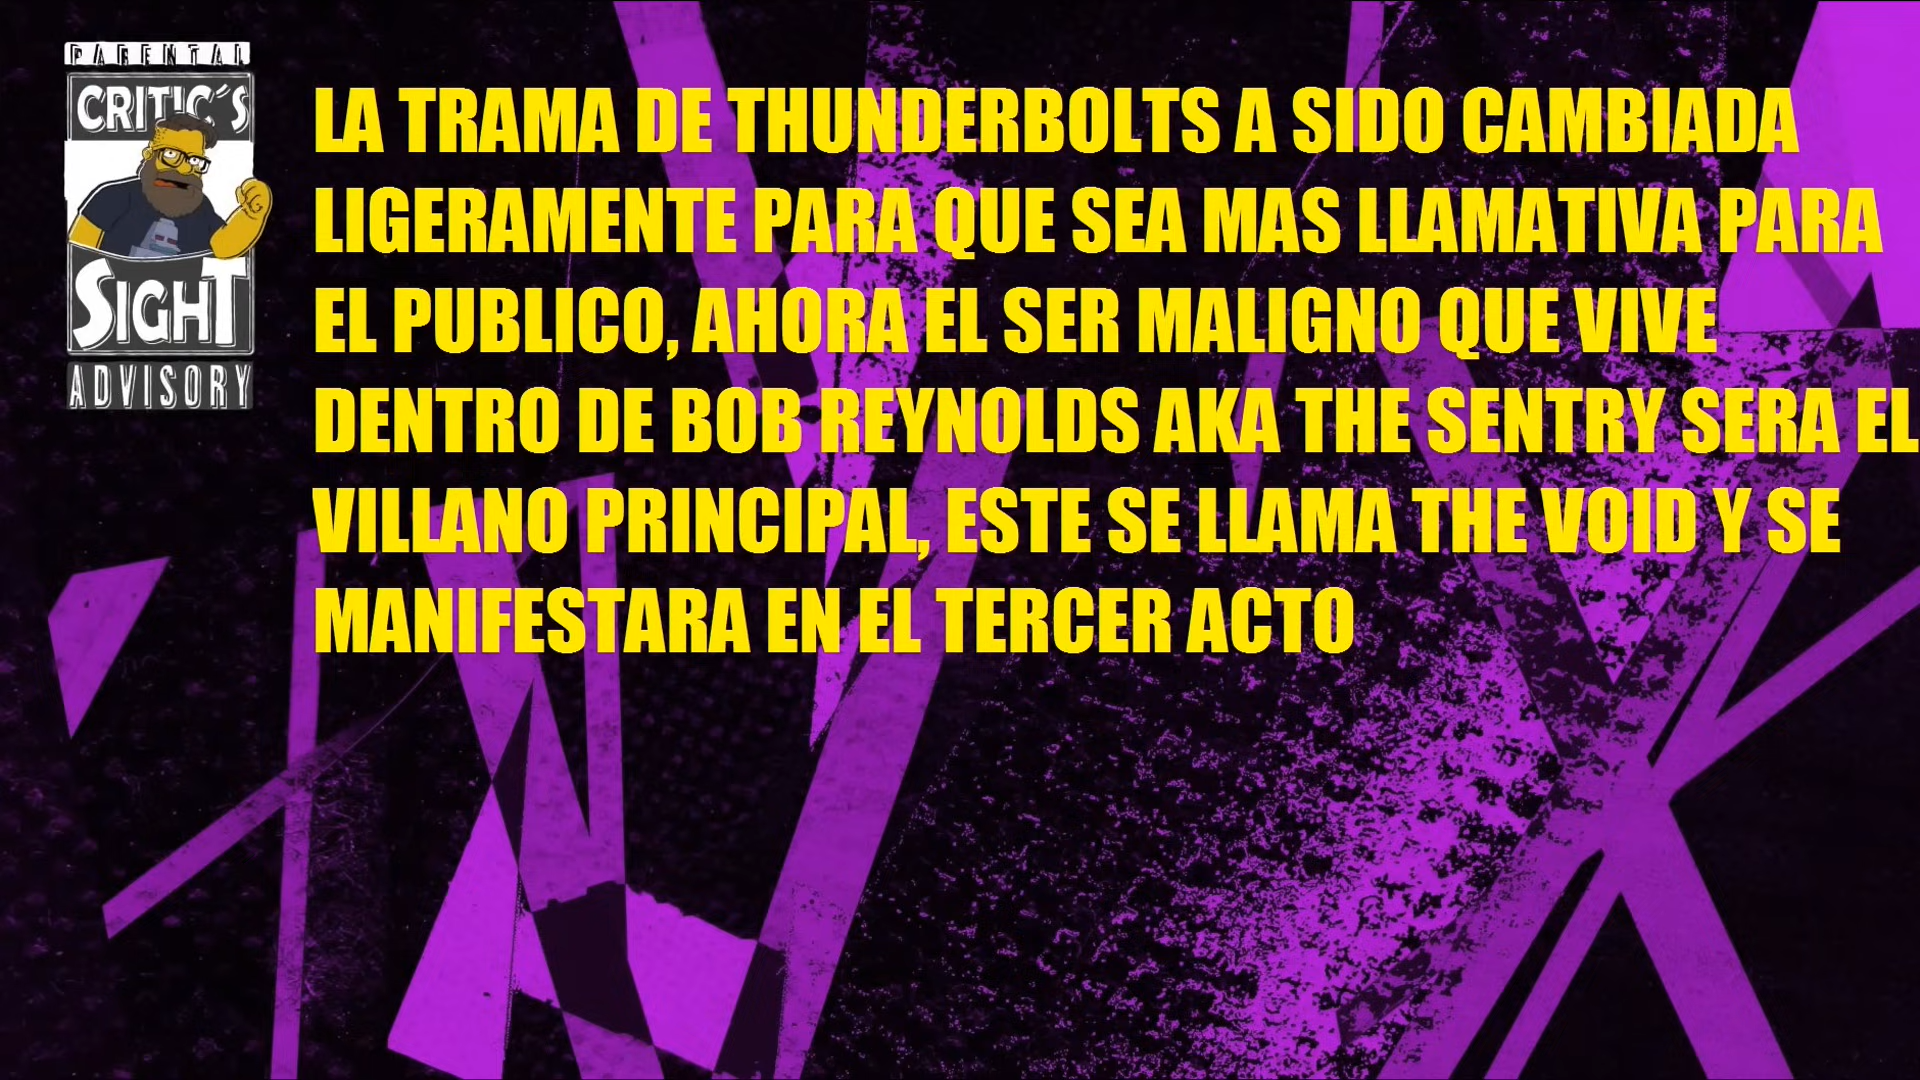 PARENTAL
CRITIC´S
SIGHT
ADVISORY
LA TRAMA DE THUNDERBOLTS A SIDO CAMBIADA
LIGERAMENTE PARA QUE SEA MAS LLAMATIVA PARA
EL PUBLICO, AHORA EL SER MALIGNO QUE VIVE
DENTRO DE BOB REYNOLDS AKA THE SENTRY SERA EL
VILLANO PRINCIPAL, ESTE SE LLAMA THE VOID Y SE
MANIFESTARA EN EL TERCER ACTO